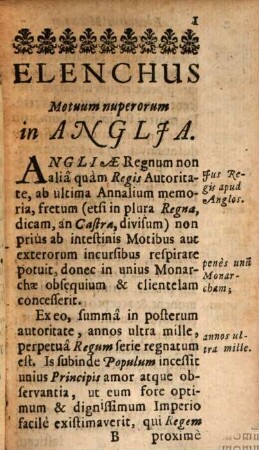 1
ELENCHUS
Motuum nuperorum
in ANGLIA.
ANGLIÆ Regnum non
aliâ quàm Regis Autorita-
te, ab ultima Annalium memo-
ria, fretum (etsi in plura Regna,
dicam, an Castra, divisum) non
priùs ab intestinis Motibus aut
exterorum incursibus respirare
potuit, donec in unius Monar-
chæ obsequium & clientelam
concesserit.
Ex eo, summâ in posterum
autoritate, annos ultra mille,
perpetuâ Regum serie regnatum
est. Is subinde Populum incessit
unius Principis amor atque ob-
servantia, ut eum fore opti-
mum & dignissimum Imperio
facilè existimaverit, qui Regem
B proximè
Jus Re-
gis apud
Anglos.
penès unũ
Monar-
cham;
annos ul-
tra mille.